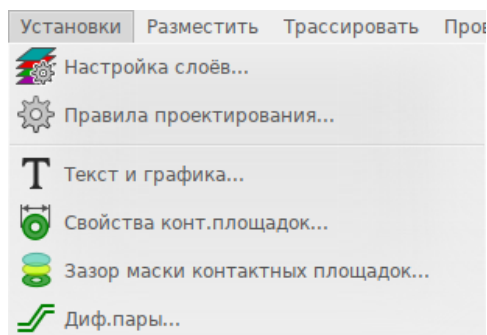 Установки Разместить Трассировать
Настройка слоёв...
Правила проектирования...
Текст и графика...
Свойства конт.площадок...
Зазор маски контактных площадок...
Диф.пары...